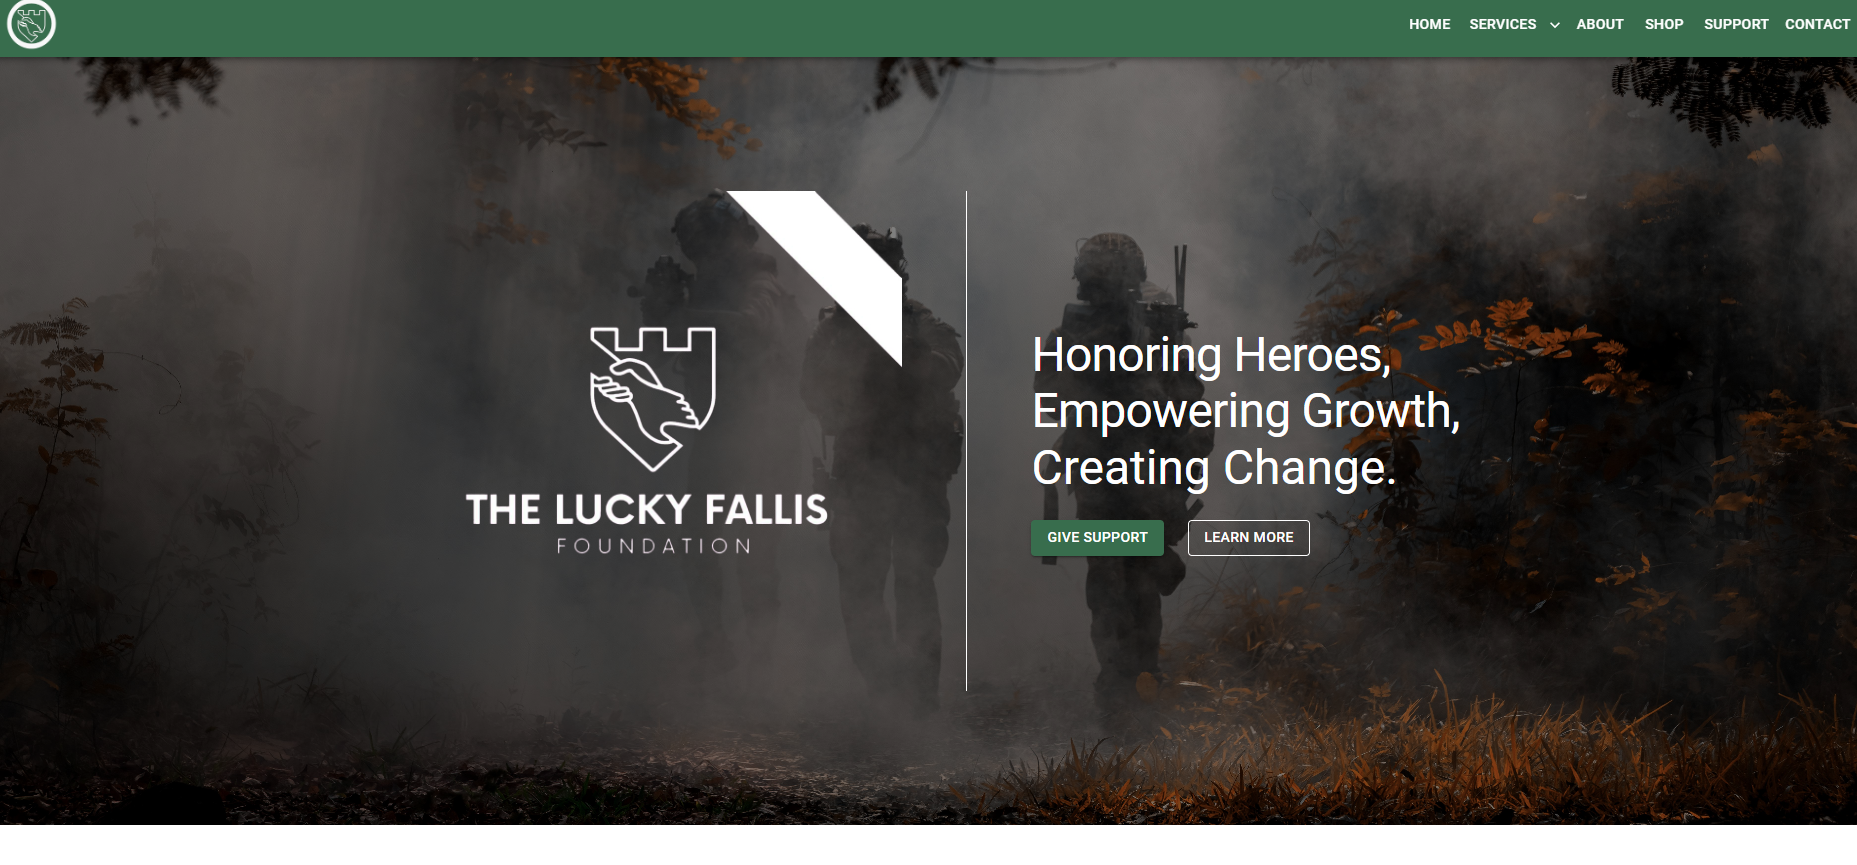 HOME SERVICES ABOUT SHOP SUPPORT CONTACT
THE LUCKY FALLIS
FOUNDATION
Honoring Heroes,
Empowering Growth,
Creating Change.
GIVE SUPPORT LEARN MORE